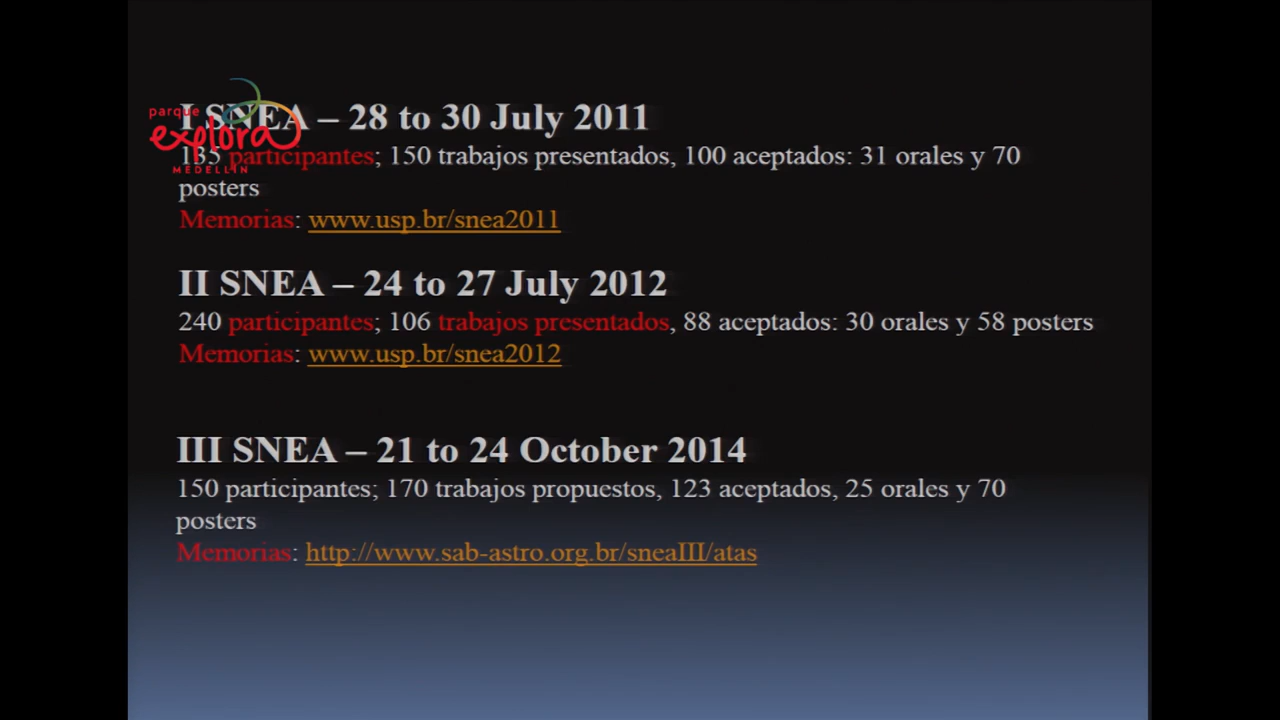 parque
explora
MEDELLÍN
I SNEA – 28 to 30 July 2011
135 participantes; 150 trabajos presentados, 100 aceptados: 31 orales y 70
posters
Memorias: www.usp.br/snea2011
II SNEA – 24 to 27 July 2012
240 participantes; 106 trabajos presentados, 88 aceptados: 30 orales y 58 posters
Memorias: www.usp.br/snea2012
III SNEA – 21 to 24 October 2014
150 participantes; 170 trabajos propuestos, 123 aceptados, 25 orales y 70
posters
Memorias: http://www.sab-astro.org.br/sneaIII/atas